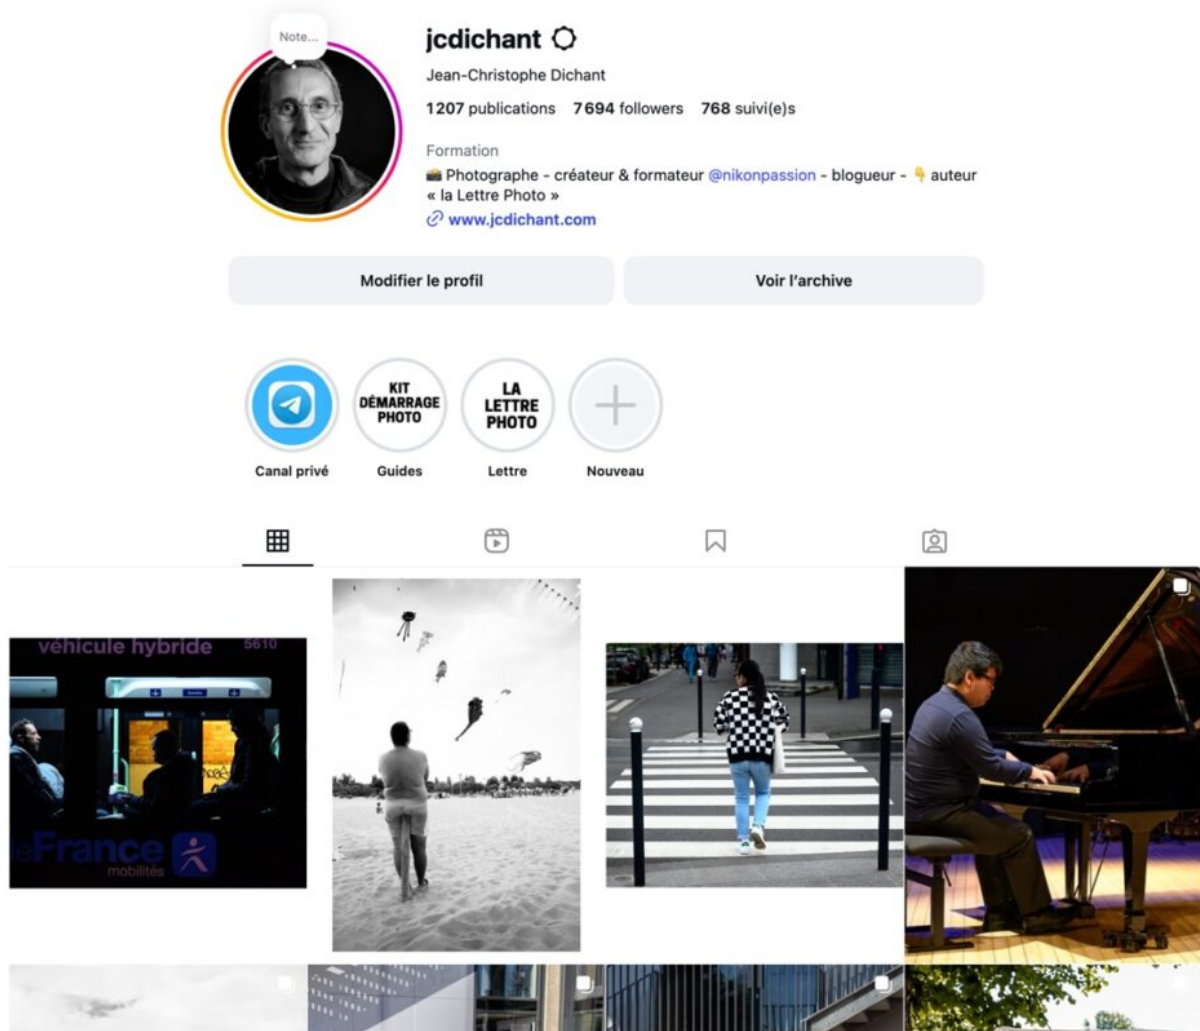 Note...
jcdichant
Jean-Christophe Dichant
1207 publications 7694 followers 768 suivi(e)s
Formation
📸 Photographe - créateur & formateur @nikonpassion - blogueur - 👇 auteur
« la Lettre Photo »
www.jcdichant.com
Modifier le profil
Voir l'archive
KIT
DÉMARRAGE
PHOTO
LA
LETTRE
PHOTO
Canal privé
Guides
Lettre
Nouveau
véhicule hybride 5610
eFrance
mobilités